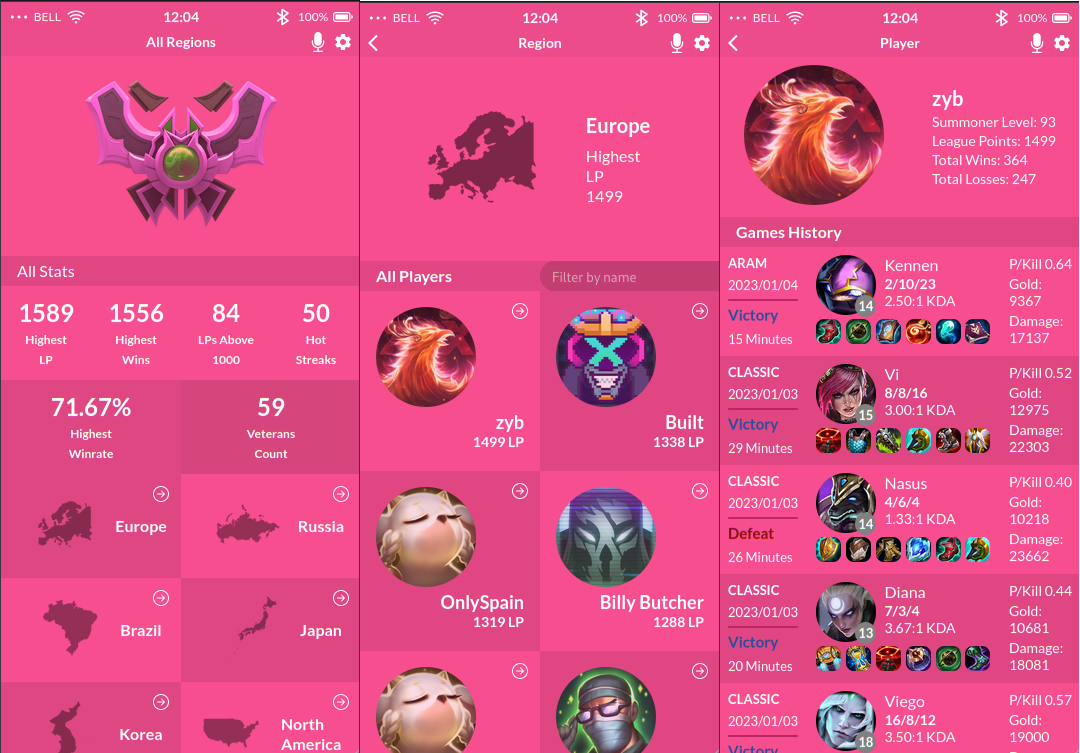 BELL
12:04
100%
All Regions
All Stats
1589
Highest
LP
1556
Highest
Wins
84
LPs Above
1000
50
Hot
Streaks
71.67%
Highest
Winrate
59
Veterans
Count
Europe
Russia
Brazil
Japan
Korea
North
America
BELL
12:04
100%
Region
Europe
Highest
LP
1499
All Players
Filter by name
zyb
1499 LP
Built
1338 LP
OnlySpain
1319 LP
Billy Butcher
1288 LP
BELL
12:04
100%
Player
zyb
Summoner Level: 93
League Points: 1499
Total Wins: 364
Total Losses: 247
Games History
ARAM
2023/01/04
Victory
15 Minutes
14
Kennen
2/10/23
2.50:1 KDA
P/Kill 0.64
Gold:
9367
Damage:
17137
CLASSIC
2023/01/03
Victory
29 Minutes
15
Vi
8/8/16
3.00:1 KDA
P/Kill 0.52
Gold:
12975
Damage:
22303
CLASSIC
2023/01/03
Defeat
26 Minutes
14
Nasus
4/6/4
1.33:1 KDA
P/Kill 0.40
Gold:
10218
Damage:
23662
CLASSIC
2023/01/03
Victory
20 Minutes
13
Diana
7/3/4
3.67:1 KDA
P/Kill 0.44
Gold:
10681
Damage:
18081
CLASSIC
2023/01/03
Victory
18
Viego
16/8/12
3.50:1 KDA
P/Kill 0.57
Gold:
19000